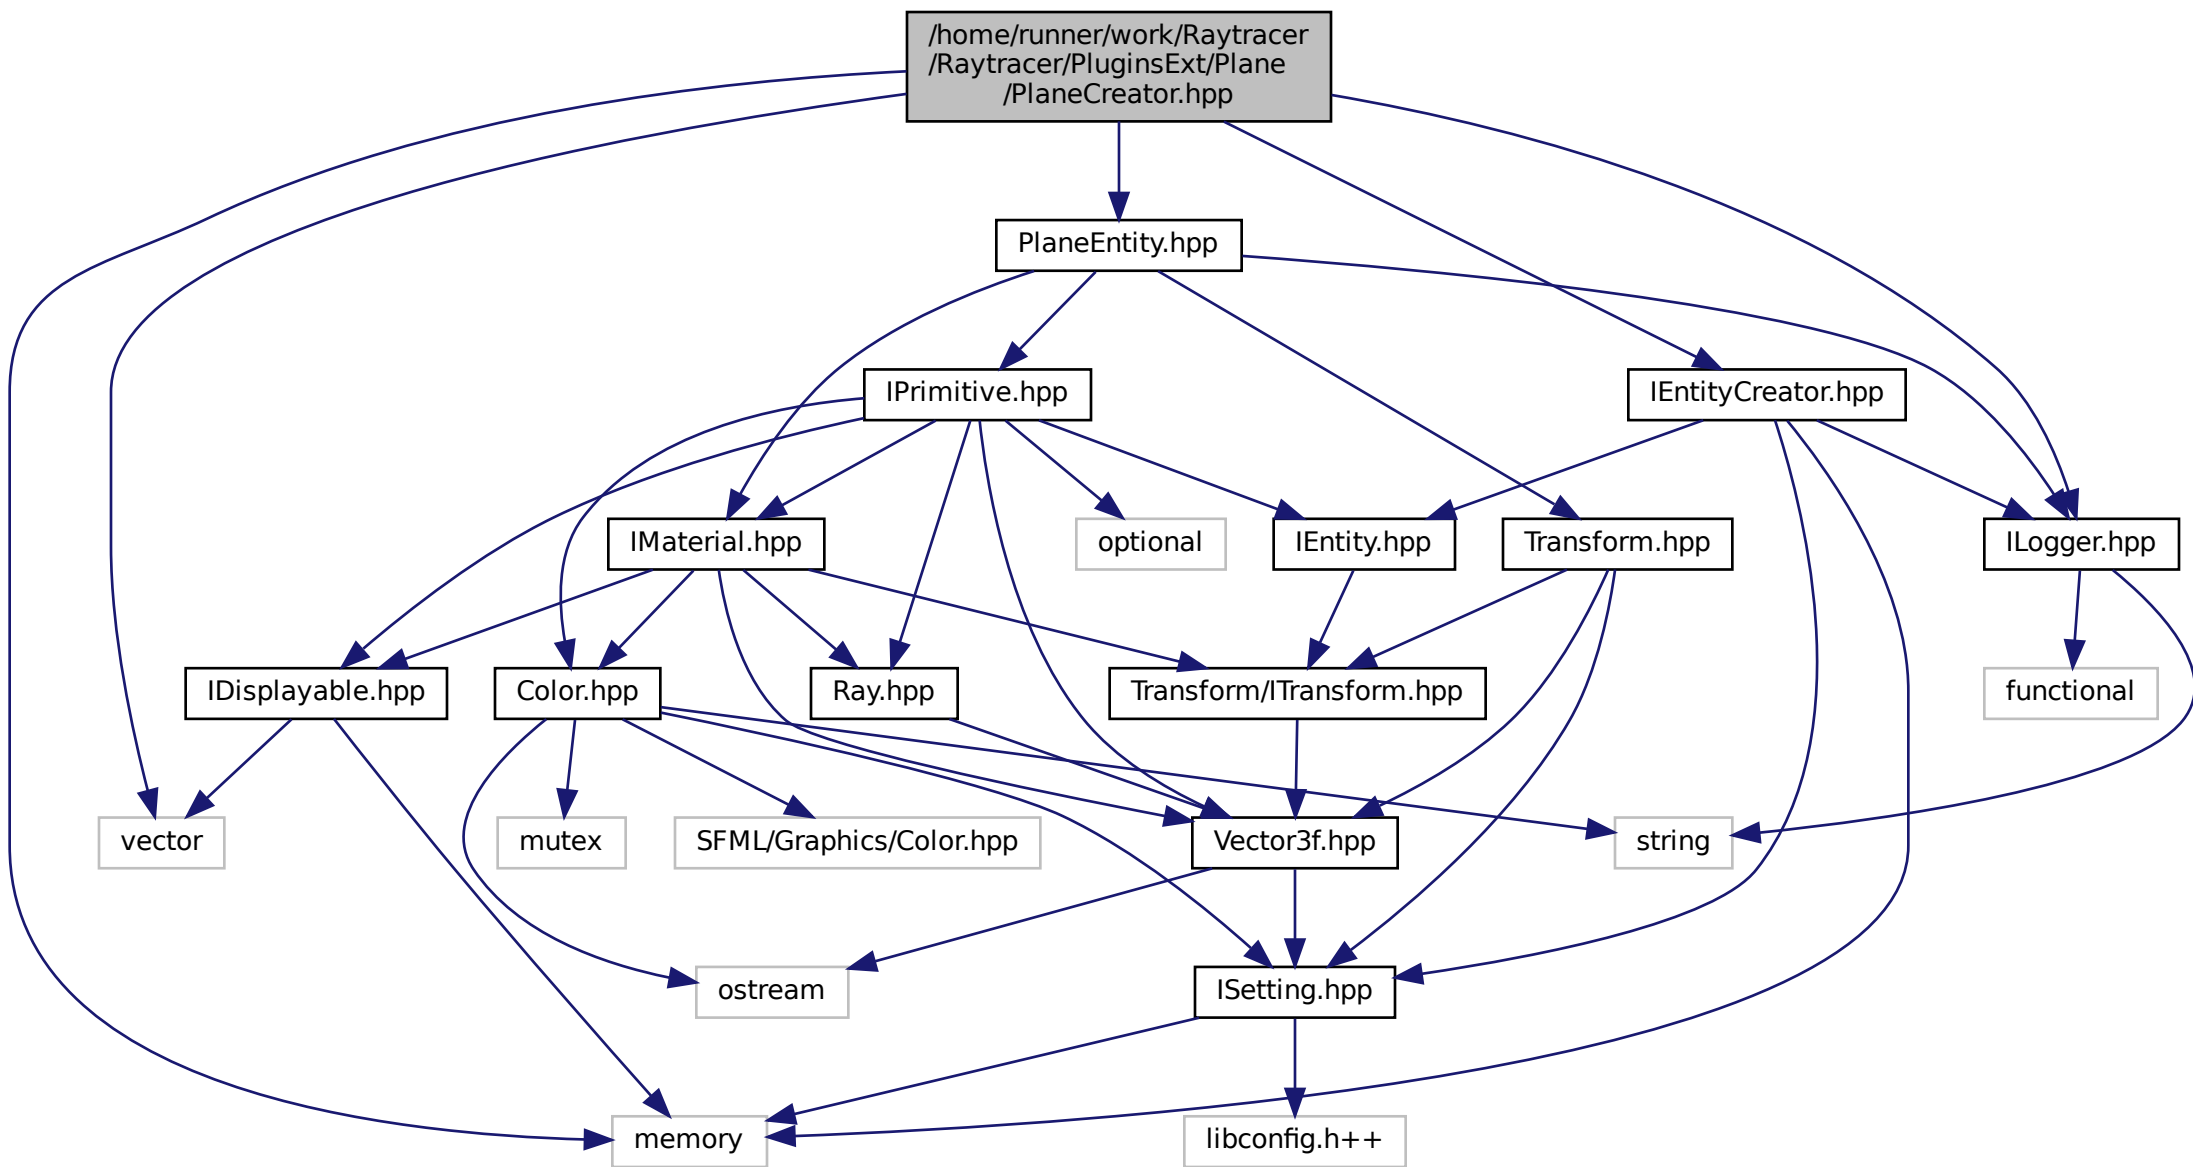 /home/runner/work/Raytracer
/Raytracer/PluginsExt/Plane
/PlaneCreator.hpp
PlaneEntity.hpp
IPrimitive.hpp
IEntityCreator.hpp
IMaterial.hpp
optional
IEntity.hpp
Transform.hpp
ILogger.hpp
IDisplayable.hpp
Color.hpp
Ray.hpp
Transform/ITransform.hpp
functional
vector
mutex
SFML/Graphics/Color.hpp
Vector3f.hpp
string
ostream
ISetting.hpp
memory
libconfig.h++